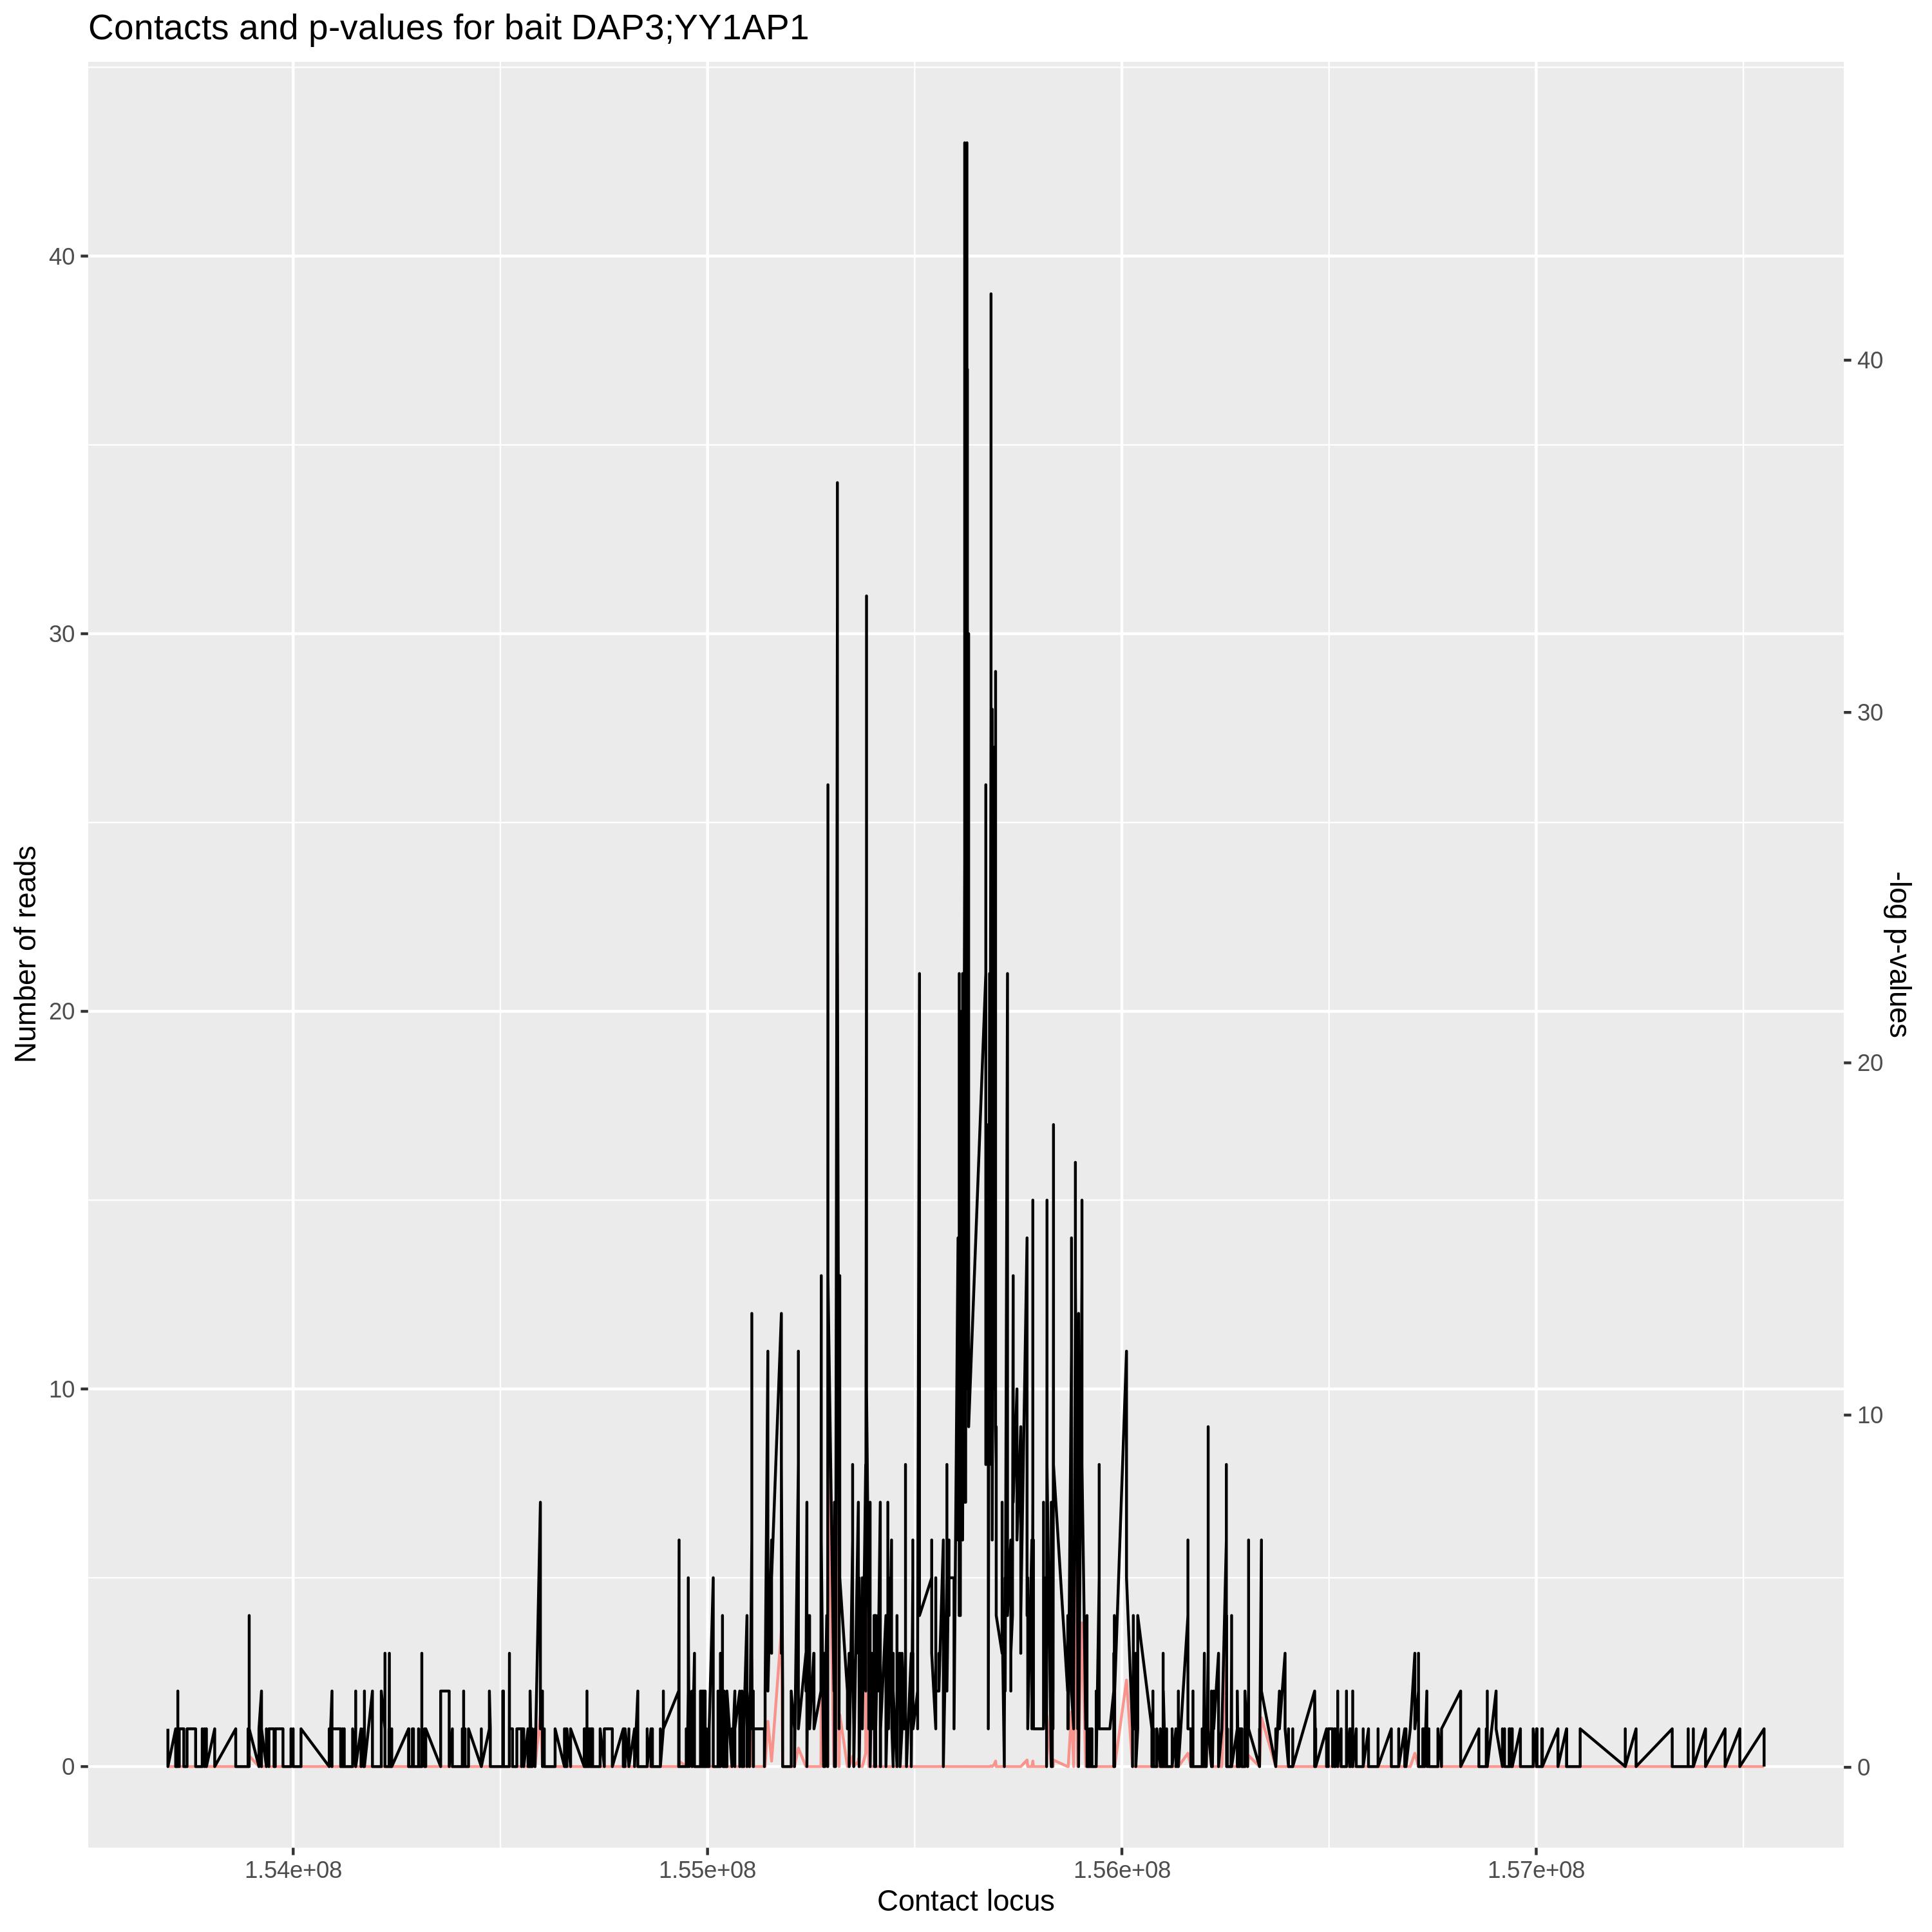 Contacts and p-values for bait DAP3;YY1AP1
40
30
20
10
0
Number of reads
40
30
20
10
0
-log p-values
1.54e+08
1.55e+08
1.56e+08
1.57e+08
Contact locus